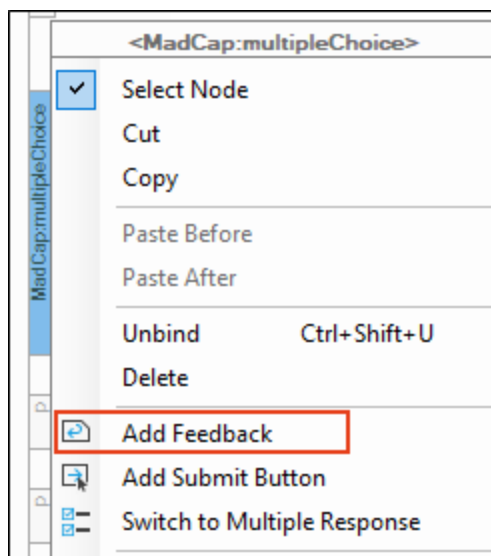 <MadCap:multipleChoice>
Select Node
Cut
Copy
MadCap:multipleChoice
Paste Before
Paste After
Unbind Ctrl+Shift+U
Delete
p
Add Feedback
Add Submit Button
p
Switch to Multiple Response